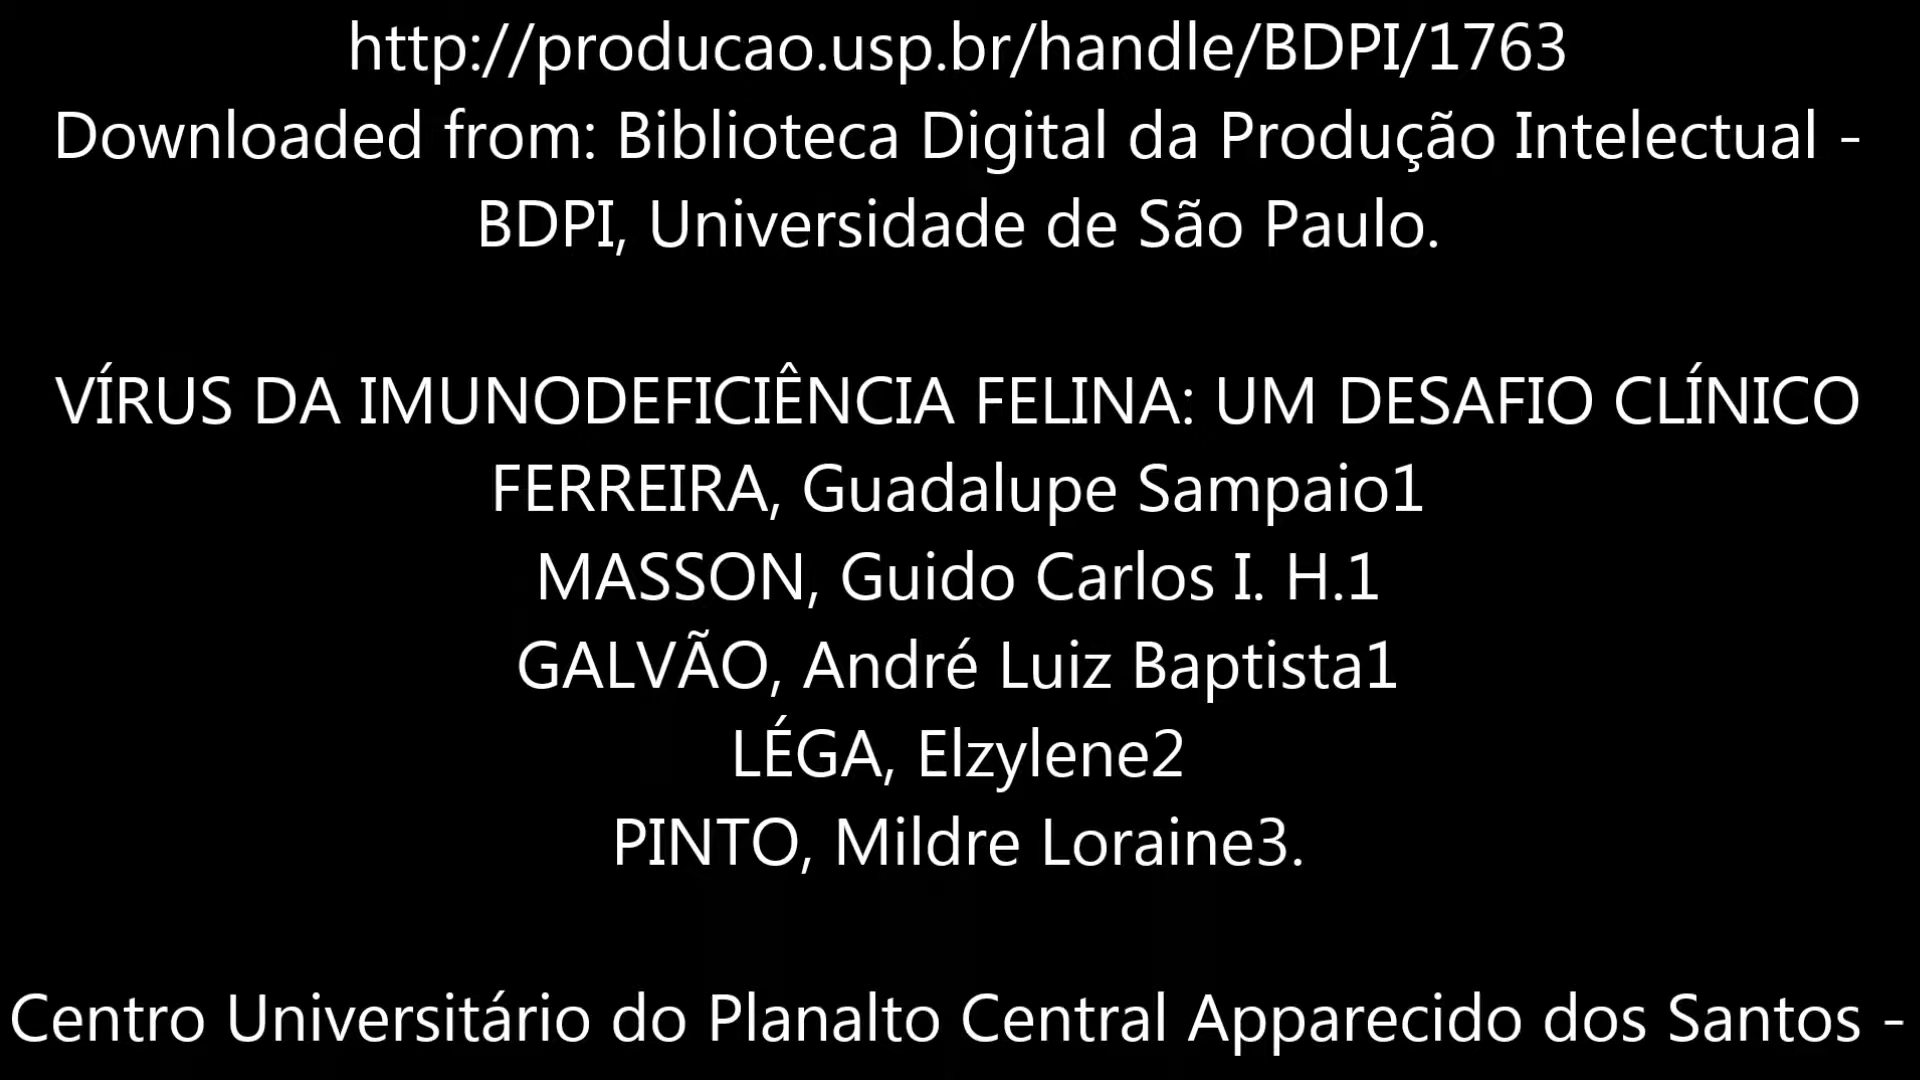 http://producao.usp.br/handle/BDPI/1763
Downloaded from: Biblioteca Digital da Produção Intelectual -
BDPI, Universidade de São Paulo.
VÍRUS DA IMUNODEFICIÊNCIA FELINA: UM DESAFIO CLÍNICO
FERREIRA, Guadalupe Sampaio1
MASSON, Guido Carlos I. H.1
GALVÃO, André Luiz Baptista1
LÉGA, Elzylene2
PINTO, Mildre Loraine3.
Centro Universitário do Planalto Central Apparecido dos Santos -